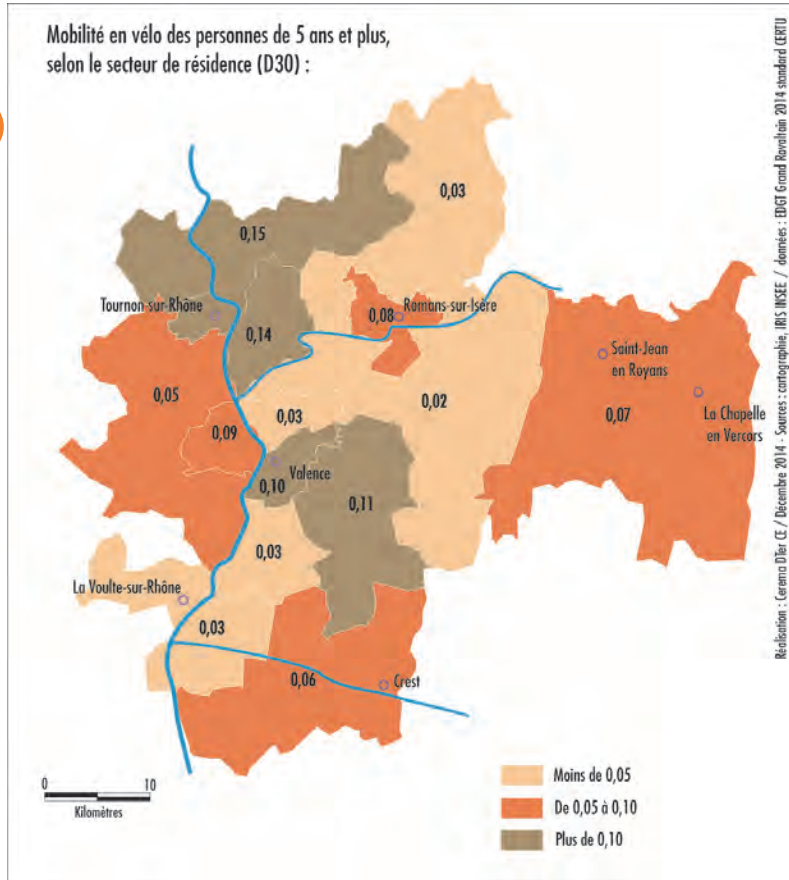 Mobilité en vélo des personnes de 5 ans et plus,
selon le secteur de résidence (D30) :
0,03
0,15
Tournon-sur-Rhône
0,08
Romans-sur-Isère
0,14
Saint-Jean
en Royans
0,05
0,03
0,02
0,07
La Chapelle
en Vercors
0,09
Valence
0,10
0,11
0,03
La Voulte-sur-Rhône
0,03
0,06
Crest
0
10
Kilomètres
Moins de 0,05
De 0,05 à 0,10
Plus de 0,10
Réalisation : Cerema DTer CE / Décembre 2014 - Sources : cartographie, IRIS INSEE / données : EDGT Grand Rovaltain 2014 standard CERTU